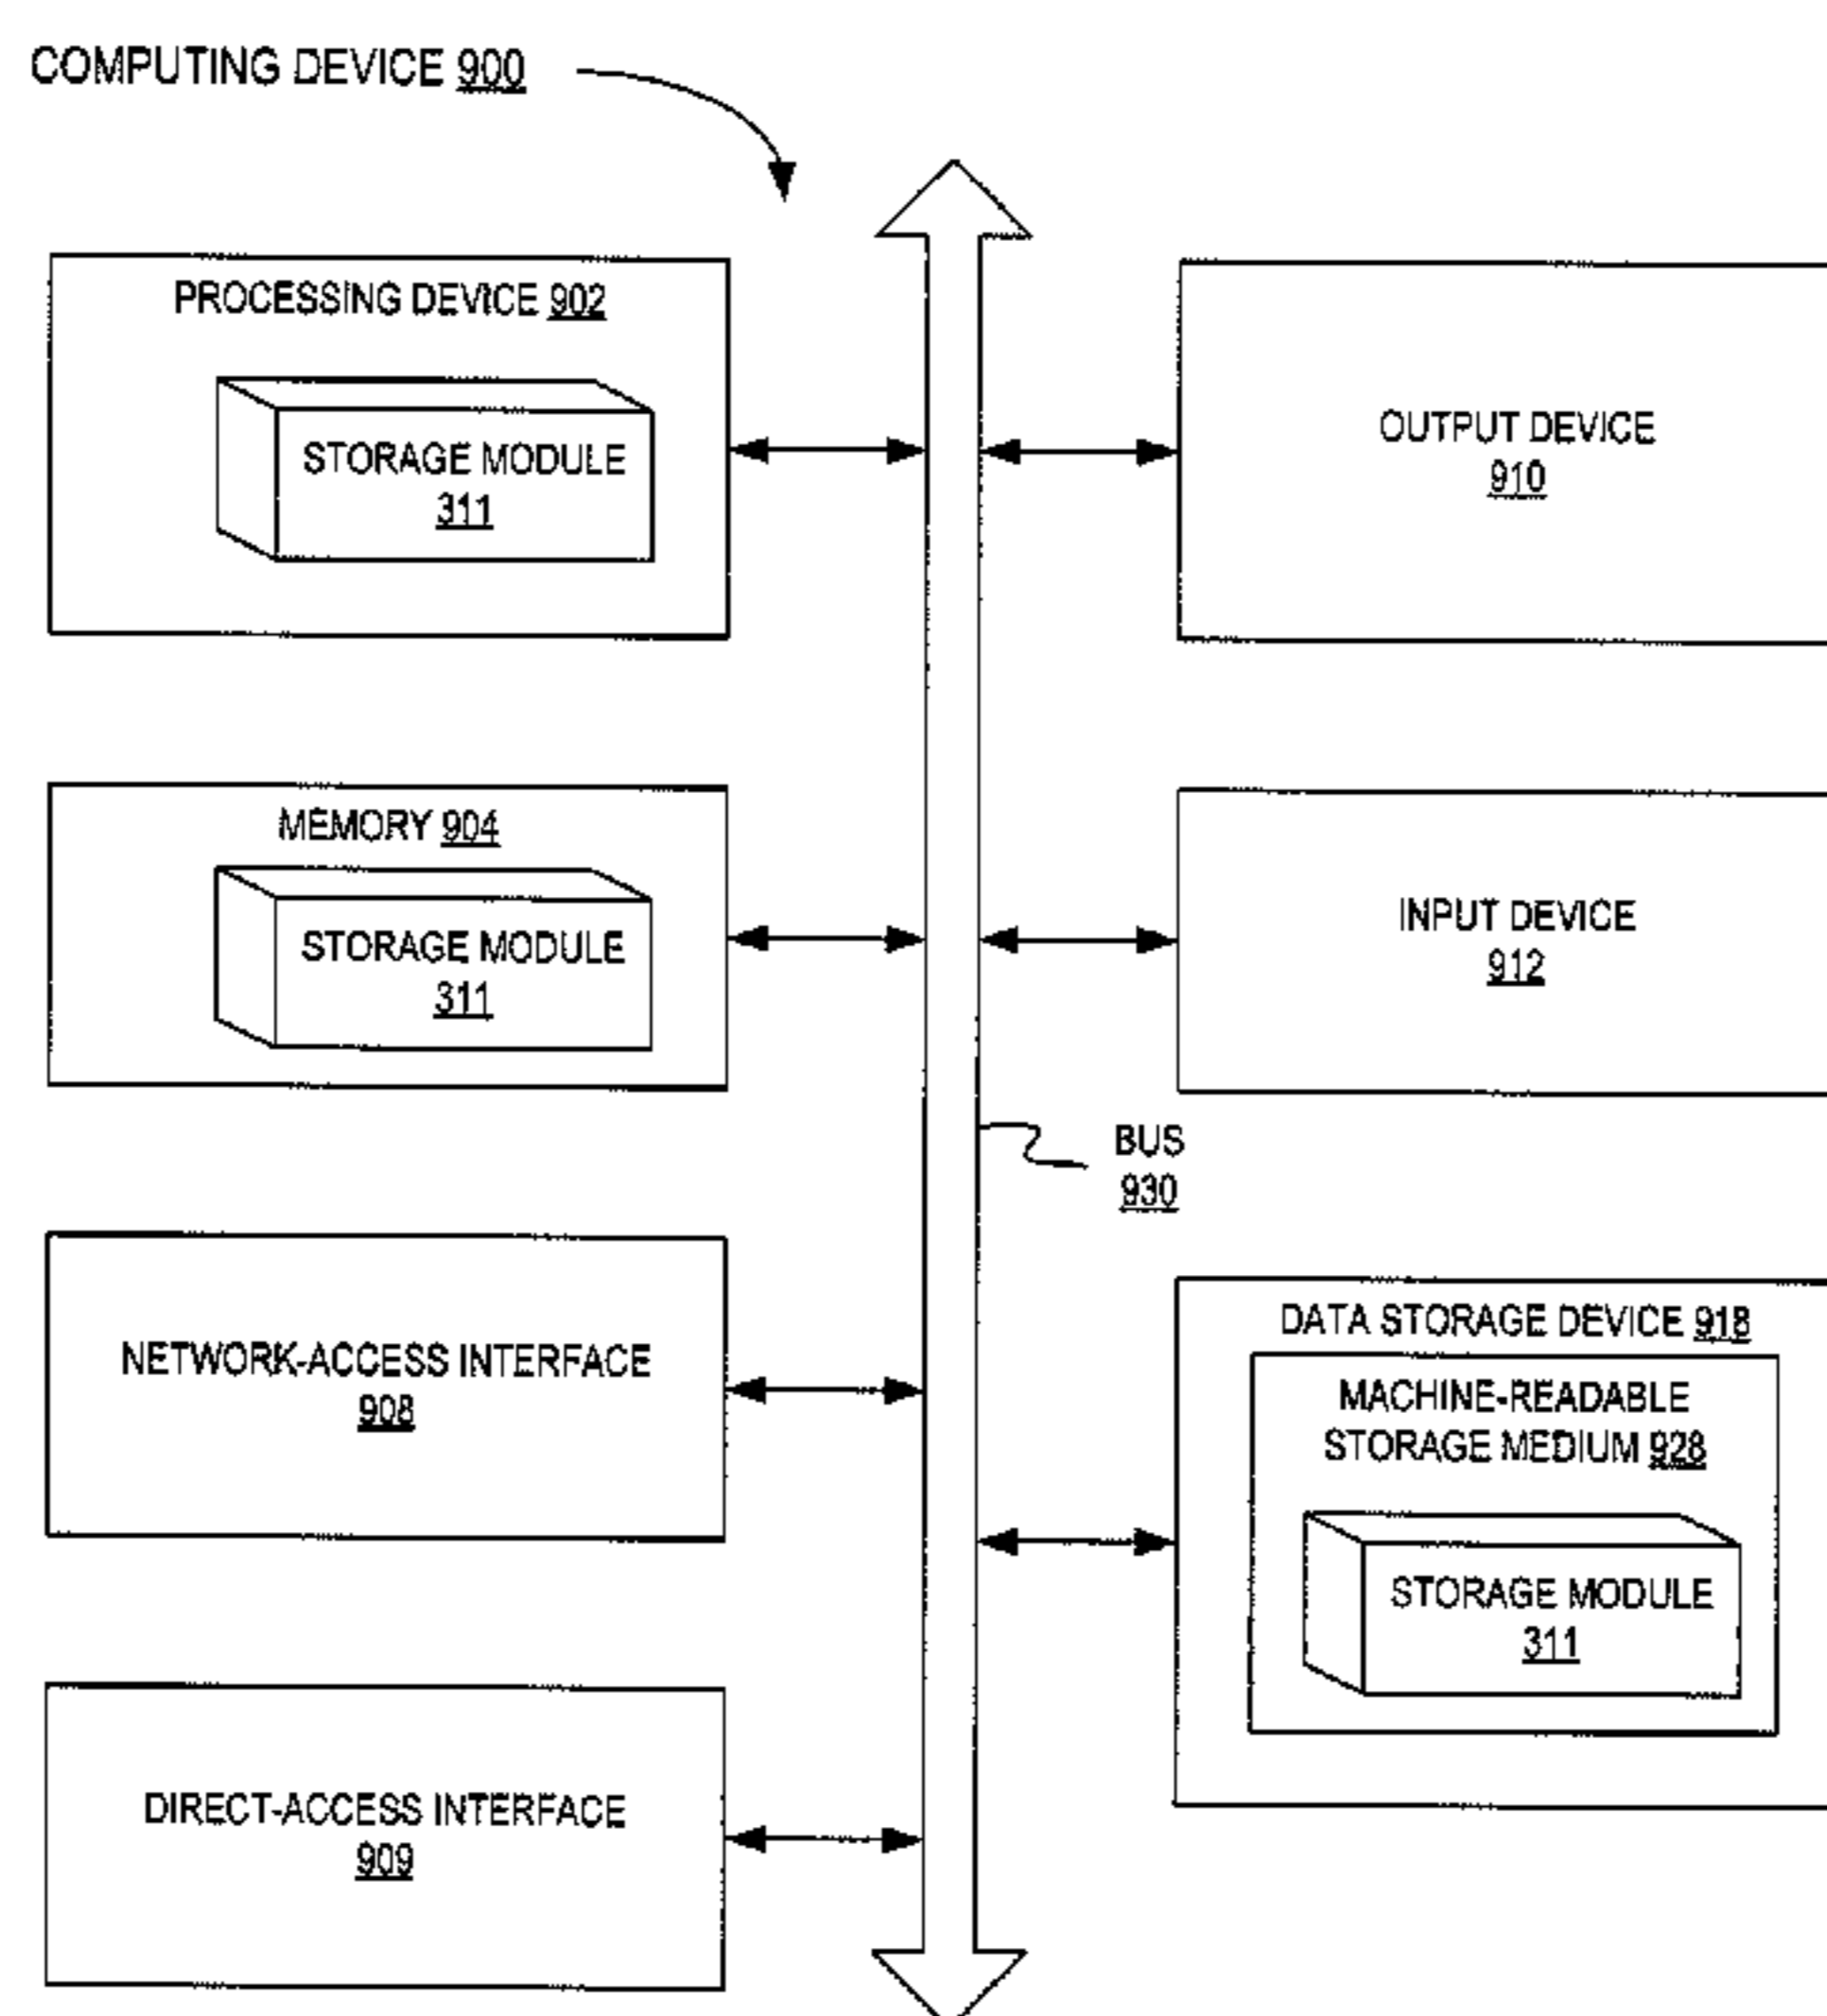 COMPUTING DEVICE 900
PROCESSING DEVICE 902
STORAGE MODULE
311
OUTPUT DEVICE
910
MEMORY 904
STORAGE MODULE
311
INPUT DEVICE
912
BUS
930
NETWORK-ACCESS INTERFACE
908
DATA STORAGE DEVICE 918
MACHINE-READABLE
STORAGE MEDIUM 928
STORAGE MODULE
311
DIRECT-ACCESS INTERFACE
909